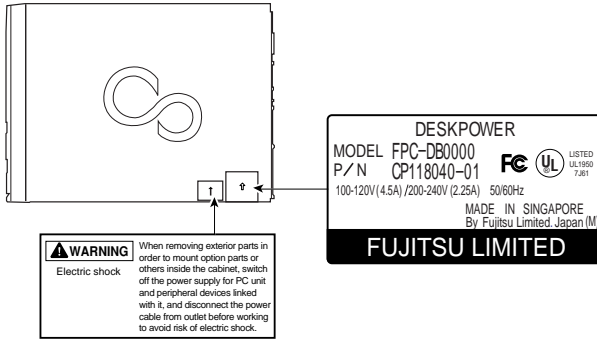 DESKPOWER
MODEL FPC-DB0000
P/N CP118040-01
FC UL® LISTED
UL1950
7J61
100-120V(4.5A)/200-240V(2.25A) 50/60Hz
MADE IN SINGAPORE
By Fujitsu Limited.Japan(M)
FUJITSU LIMITED
WARNING
Electric shock
When removing exterior parts in
order to mount option parts or
others inside the cabinet, switch
off the power supply for PC unit
and peripheral devices linked
with it, and disconnect the power
cable from outlet before working
to avoid risk of electric shock.